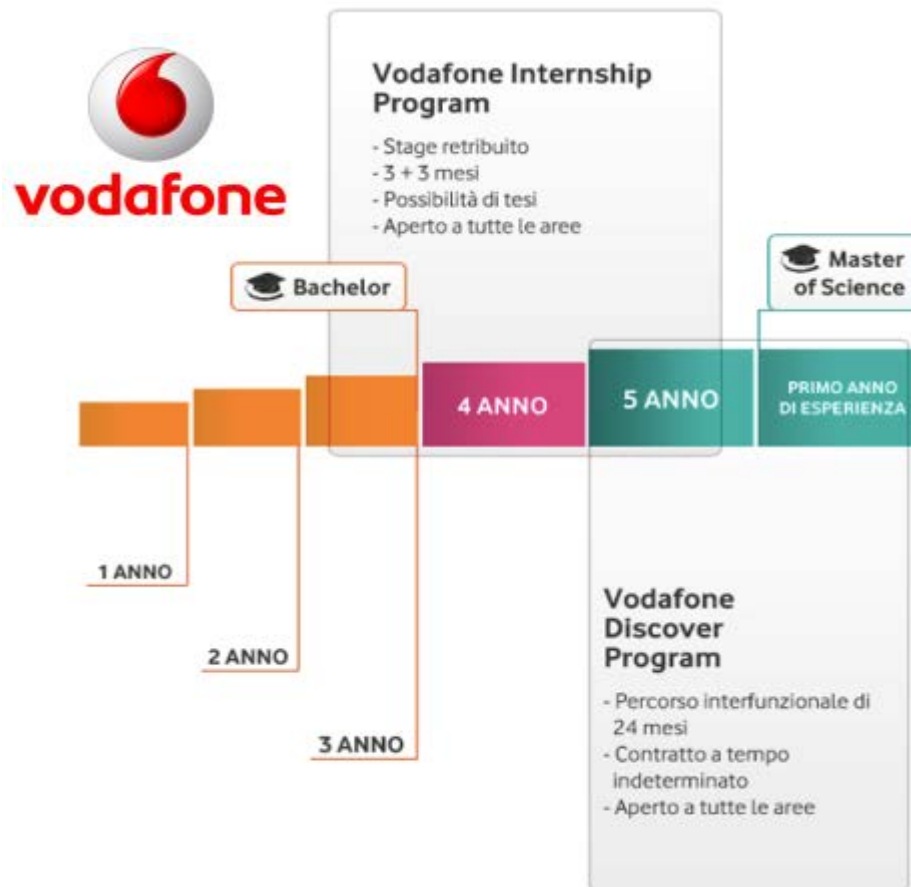 vodafone
Vodafone Internship
Program
- Stage retribuito
- 3 + 3 mesi
- Possibilità di tesi
- Aperto a tutte le aree
Bachelor
Master
of Science
4 ANNO
5 ANNO
PRIMO ANNO
DI ESPERIENZA
1 ANNO
2 ANNO
3 ANNO
Vodafone
Discover
Program
- Percorso interfunzionale di
24 mesi
- Contratto a tempo
indeterminato
- Aperto a tutte le aree